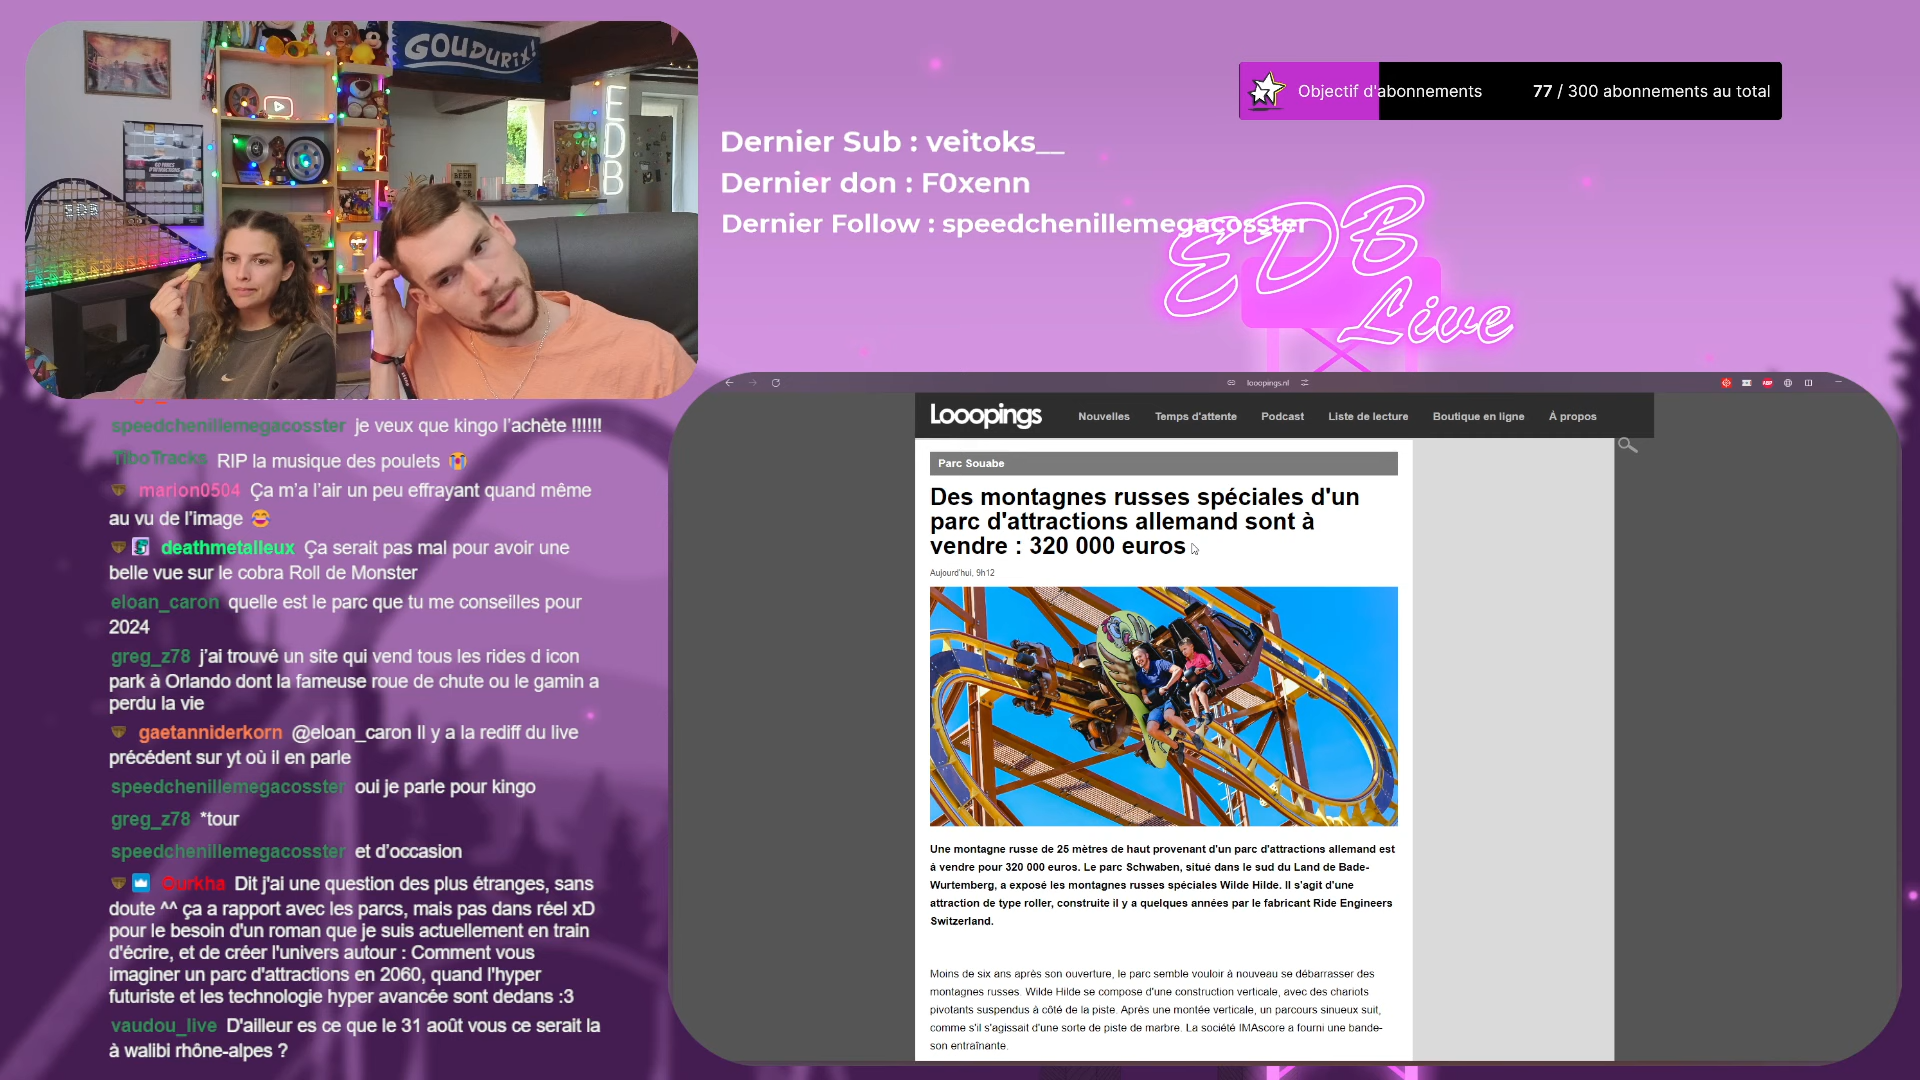 GOUDURIX!
EDB
EDB
Objectif d'abonnements
77 / 300 abonnements au total
Dernier Sub : veitoks__
Dernier don : F0xenn
Dernier Follow : speedchenillemegacosster
EDB
Live
speedchenillemegacosster je veux que kingo l'achète !!!!!!
TiboTracks RIP la musique des poulets 😭
marion0504 Ça m'a l'air un peu effrayant quand même
au vu de l'image 😂
deathmetalleux Ça serait pas mal pour avoir une
belle vue sur le cobra Roll de Monster
eloan_caron quelle est le parc que tu me conseilles pour
2024
greg_z78 j'ai trouvé un site qui vend tous les rides d icon
park à Orlando dont la fameuse roue de chute ou le gamin a
perdu la vie
gaetanniderkorn @eloan_caron Il y a la rediff du live
précédent sur yt où il en parle
speedchenillemegacosster oui je parle pour kingo
greg_z78 *tour
speedchenillemegacosster et d'occasion
Ourkha Dit j'ai une question des plus étranges, sans
doute ^^ ça a rapport avec les parcs, mais pas dans réel xD
pour le besoin d'un roman que je suis actuellement en train
d'écrire, et de créer l'univers autour : Comment vous
imaginer un parc d'attractions en 2060, quand l'hyper
futuriste et les technologie hyper avancée sont dedans :3
vaudou_live D'ailleur es ce que le 31 août vous ce serait la
à walibi rhône-alpes ?
looopings.nl
ABP
Looopings
Nouvelles
Temps d'attente
Podcast
Liste de lecture
Boutique en ligne
À propos
Parc Souabe
Des montagnes russes spéciales d'un
parc d'attractions allemand sont à
vendre : 320 000 euros
Aujourd'hui, 9h12
Une montagne russe de 25 mètres de haut provenant d'un parc d'attractions allemand est
à vendre pour 320 000 euros. Le parc Schwaben, situé dans le sud du Land de Bade-
Wurtemberg, a exposé les montagnes russes spéciales Wilde Hilde. Il s'agit d'une
attraction de type roller, construite il y a quelques années par le fabricant Ride Engineers
Switzerland.
Moins de six ans après son ouverture, le parc semble vouloir à nouveau se débarrasser des
montagnes russes. Wilde Hilde se compose d'une construction verticale, avec des chariots
pivotants suspendus à côté de la piste. Après une montée verticale, un parcours sinueux suit,
comme s'il s'agissait d'une sorte de piste de marbre. La société IMAscore a fourni une bande-
son entraînante.